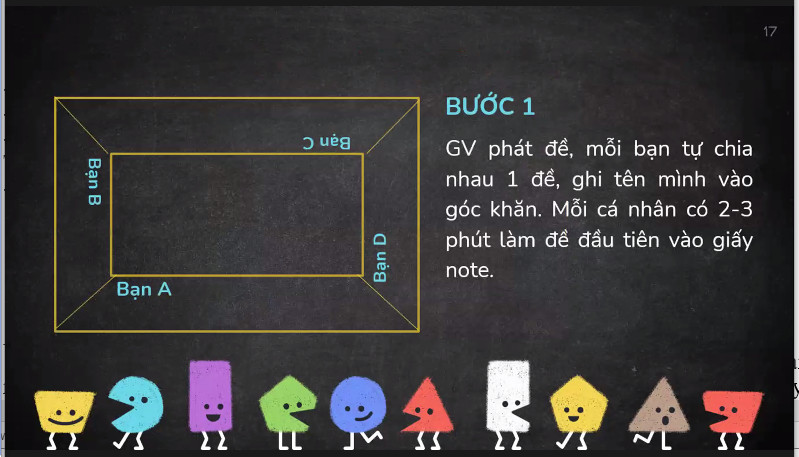 17
Bạn C
Bạn B
Bạn D
Bạn A
BƯỚC 1
GV phát đề, mỗi bạn tự chia
nhau 1 đề, ghi tên mình vào
góc khăn. Mỗi cá nhân có 2-3
phút làm đề đầu tiên vào giấy
note.